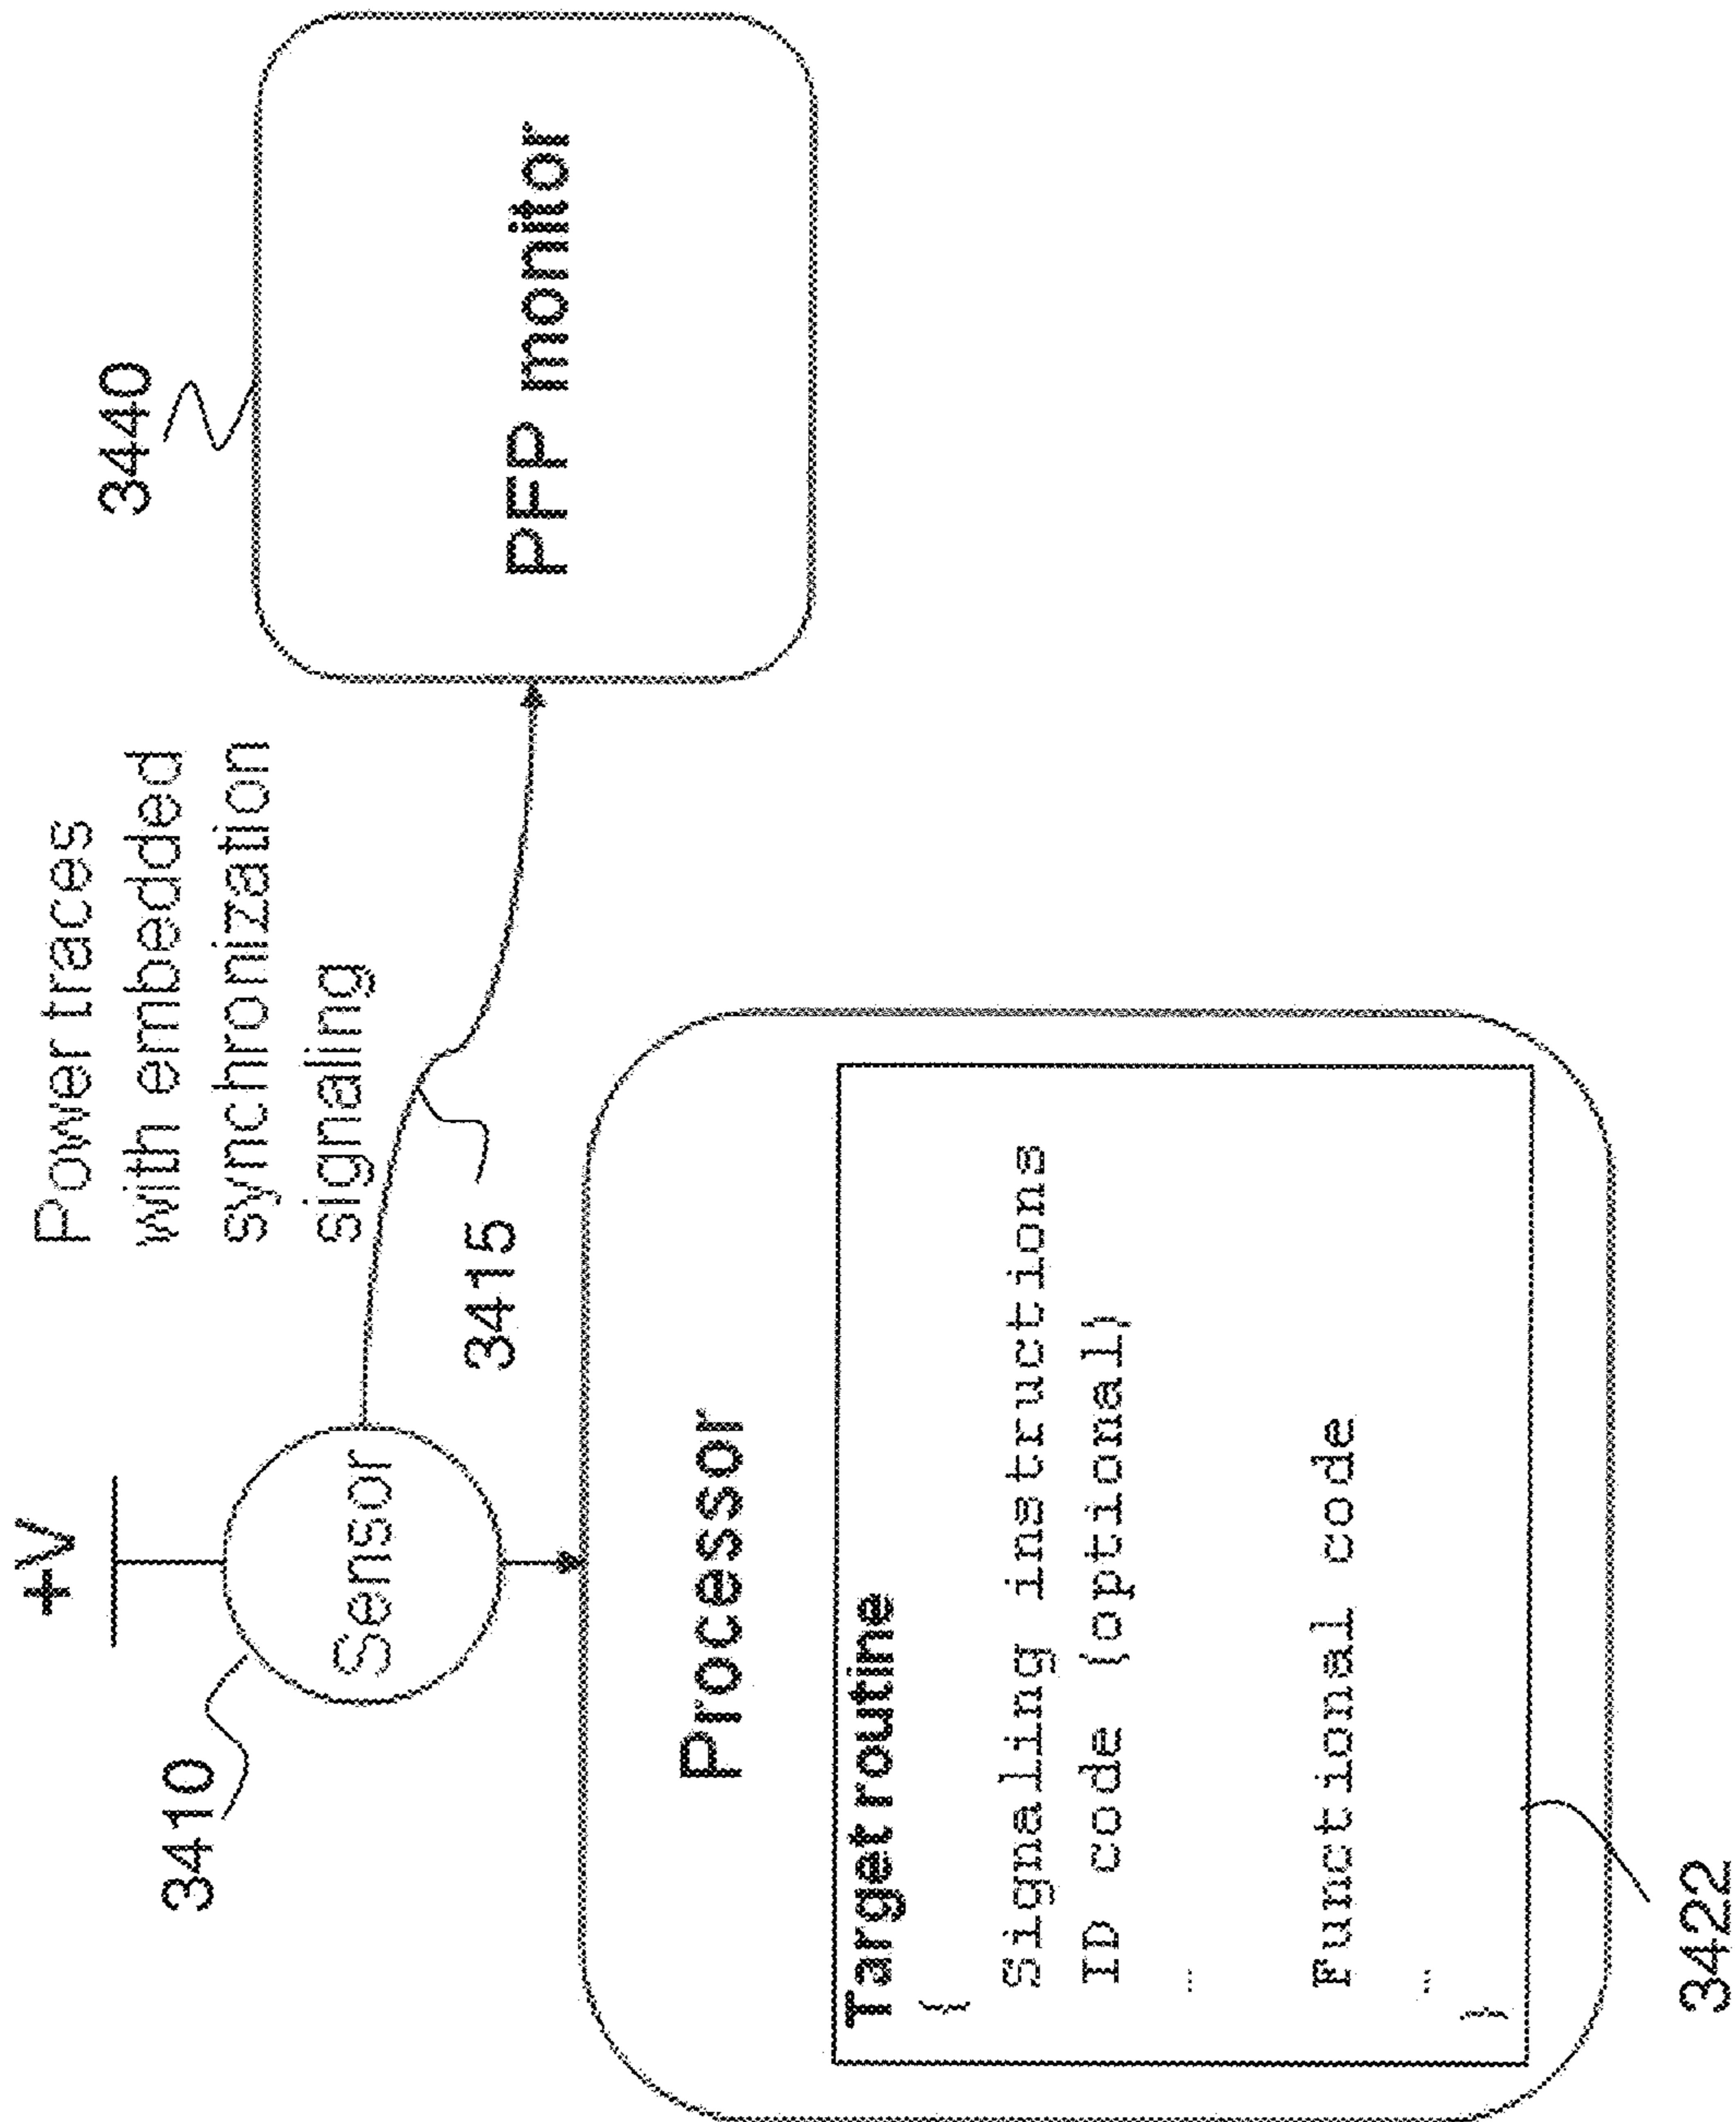 +V
3410
Sensor
Power traces
with embedded
synchronization
signaling
3415
3440
PFP monitor
Processor
Target routine
{
Signaling instructions
ID code (optional)
...
Functional code
...
}
3422